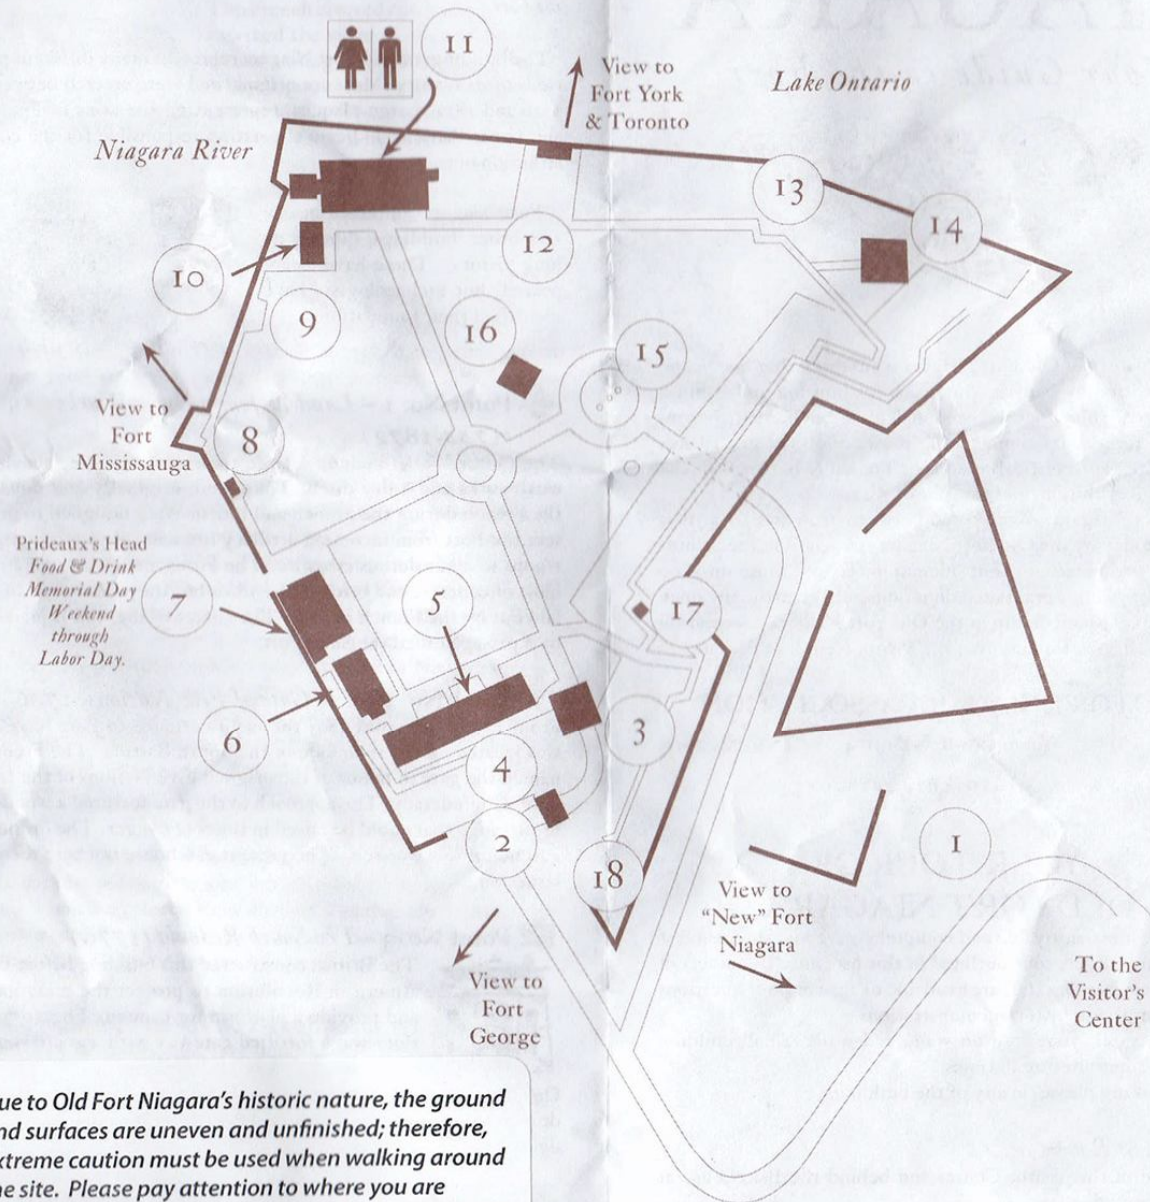 11
View to
Fort York
& Toronto
Lake Ontario
Niagara River
13
14
12
10
9
16
15
View to
Fort
Mississauga
8
Prideaux's Head
Food & Drink
Memorial Day
Weekend
through
Labor Day.
7
5
17
6
3
4
2
1
18
View to
"New" Fort
Niagara
To the
Visitor's
Center
View to
Fort
George
ue to Old Fort Niagara's historic nature, the ground
nd surfaces are uneven and unfinished; therefore,
xtreme caution must be used when walking around
he site. Please pay attention to where you are